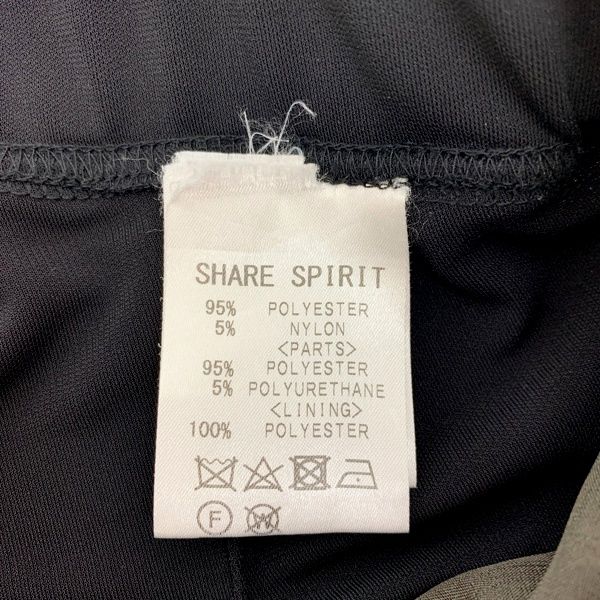 SHARE SPIRIT
95% POLYESTER
5% NYLON
<PARTS>
95% POLYESTER
5% POLYURETHANE
<LINING>
100% POLYESTER
F W